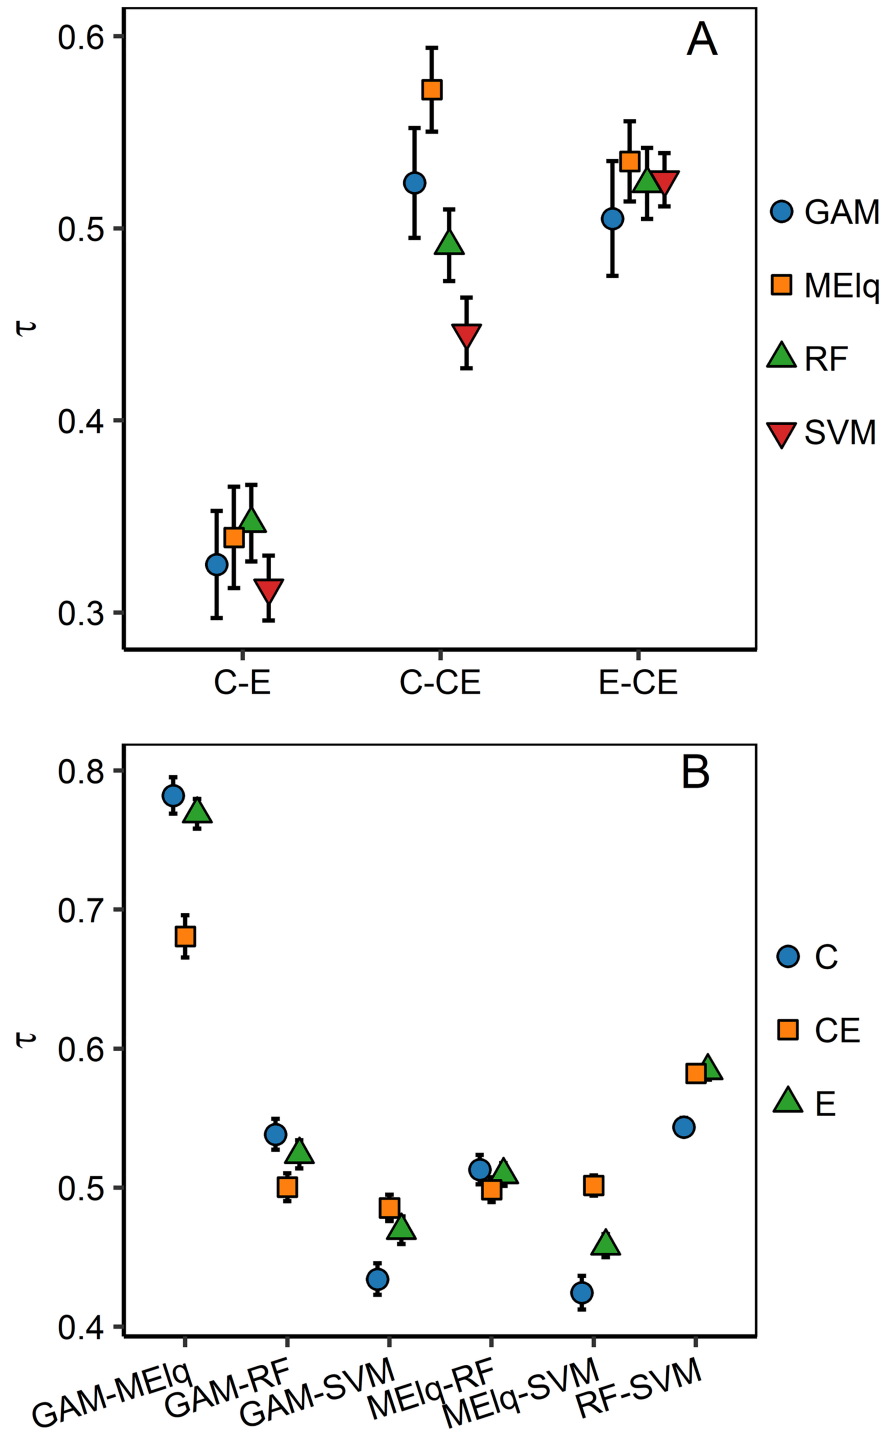 A
0.6
0.5
0.4
0.3
τ
C-E
C-CE
E-CE
GAM
MElq
RF
SVM
B
0.8
0.7
0.6
0.5
0.4
τ
GAM-MElq
GAM-RF
GAM-SVM
MElq-RF
MElq-SVM
RF-SVM
C
CE
E